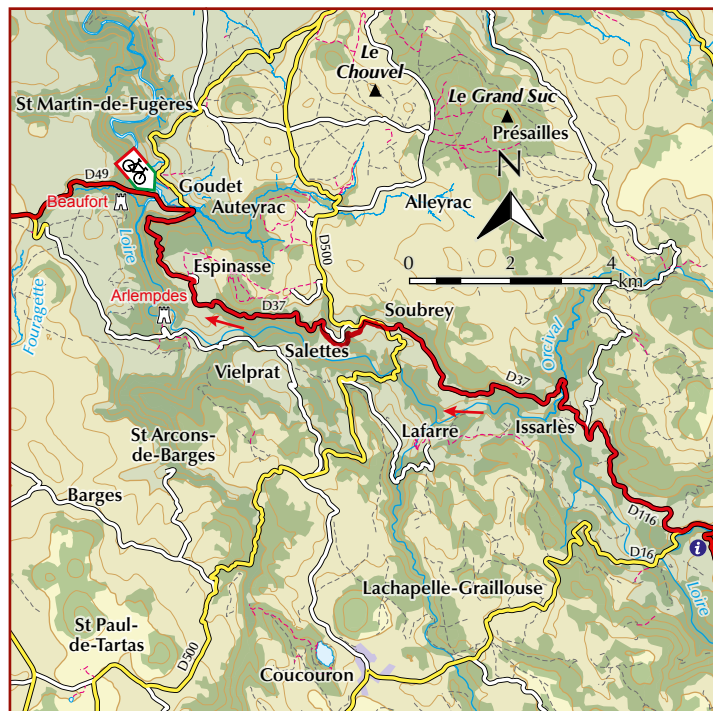 Le
Chouvel
St Martin-de-Fugères
Le Grand Suc
Présailles
N
D49
Goudet
Beaufort
Auteyrac
Alleyrac
Loire
D500
Espinasse
0 2 4
km
Arlempdes
D37
Soubrey
Fouragette
Orcival
Salettes
Vielprat
D37
Lafarre
Issarlès
St Arcons-
de-Barges
Barges
D116
D16
i
Loire
Lachapelle-Graillouse
St Paul-
de-Tartas
D500
Coucouron